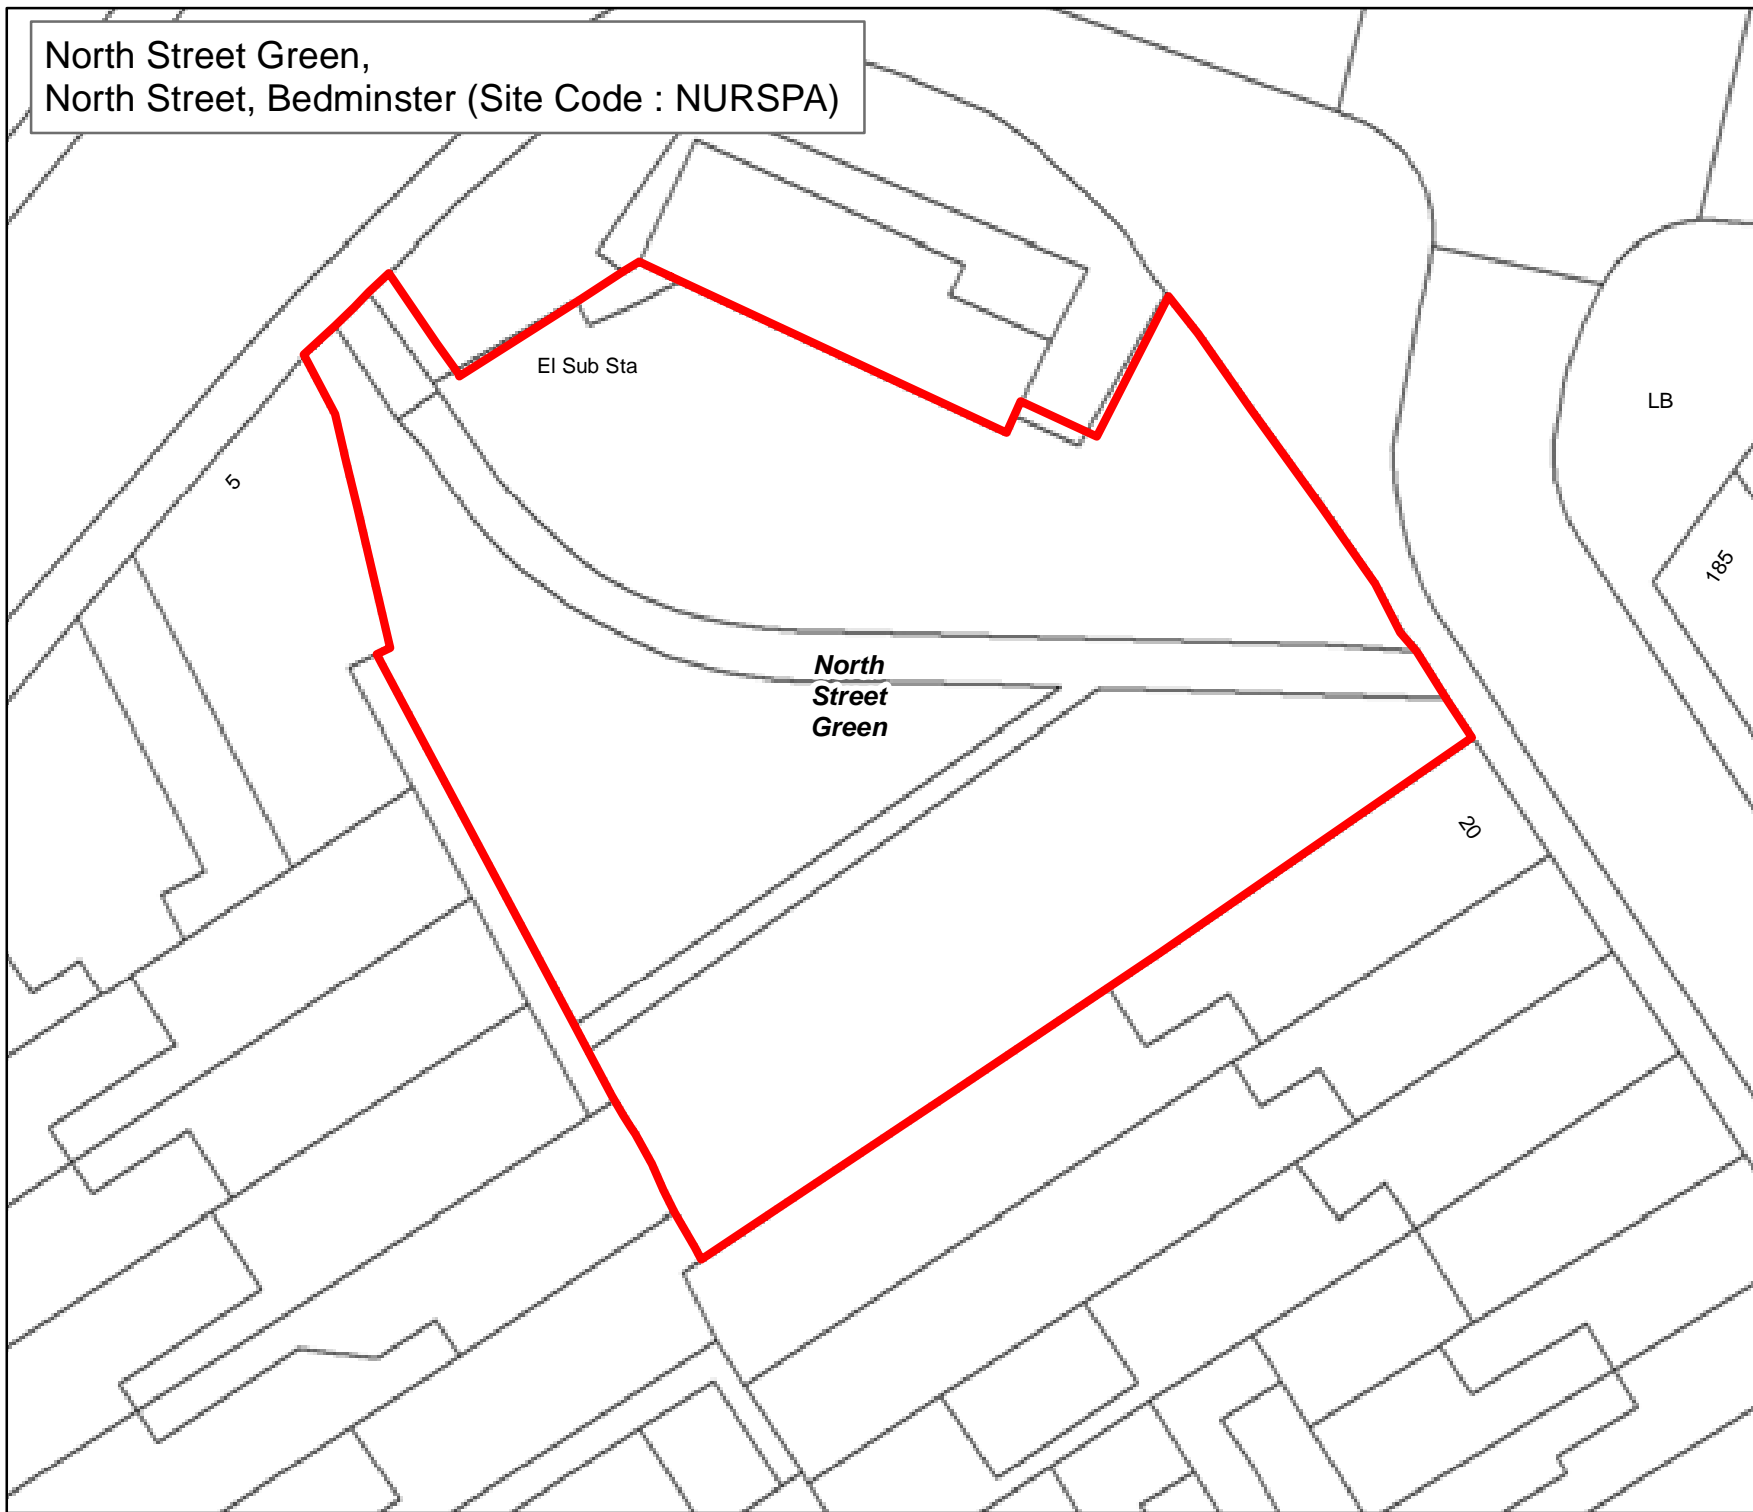 North Street Green,
North Street, Bedminster (Site Code : NURSPA)
El Sub Sta
LB
5
185
North
Street
Green
20